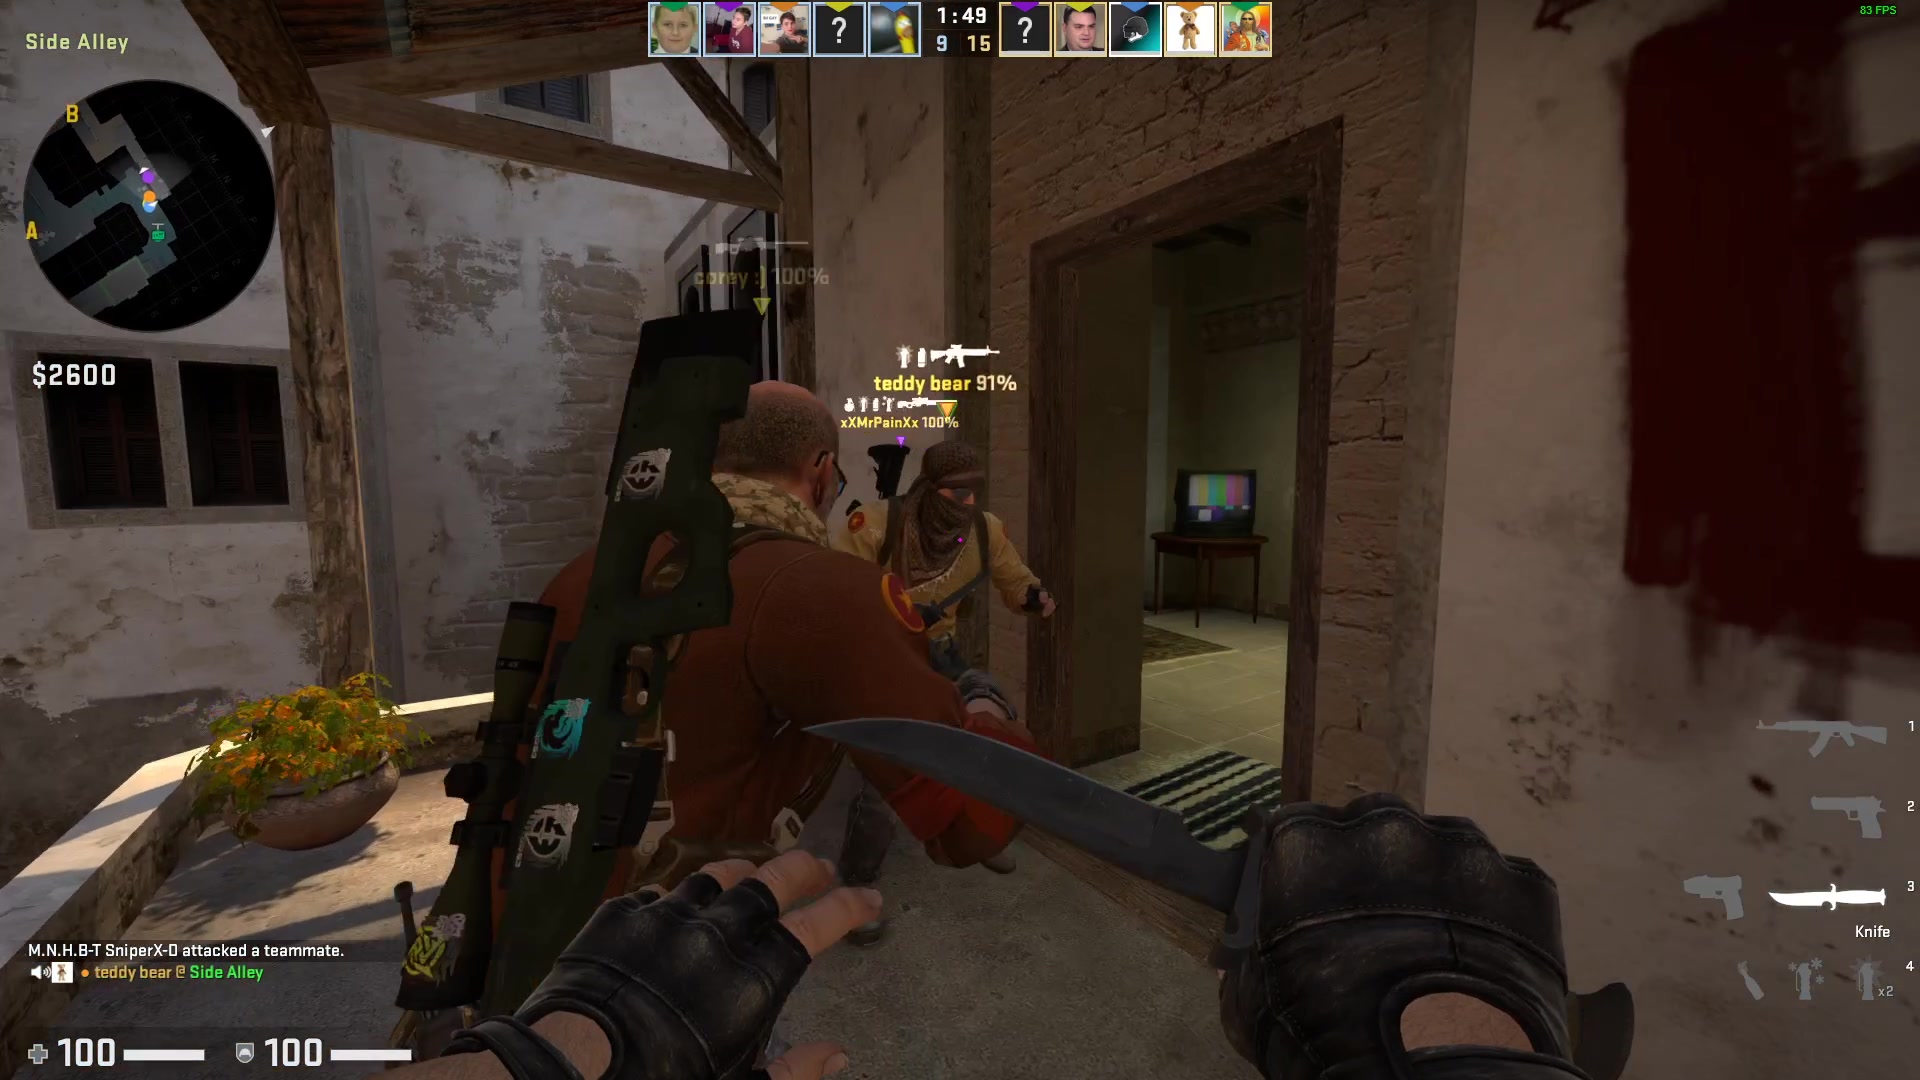 83 FPS
Side Alley
?
1:49
9 15
?
B
A
$2600
corey :) 100%
teddy bear 91%
xXMrPainXx 100%
1
2
3
Knife
4
x2
M.N.H.B-T SniperX-D attacked a teammate.
teddy bear @ Side Alley
100
100